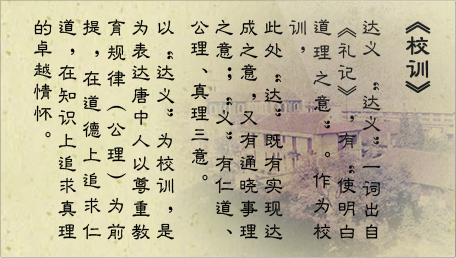 《校训》
达义 “达义”一词出自
《礼记》，有“使明白
道理之意”。作为校
训，
此处“达”既有实现达
成之意，又有通晓事理
之意；“义”有仁道、
公理、真理三意。
以“达义”为校训，是
为表达唐中人以尊重教
育规律（公理）为前
提，在道德上追求仁
道，在知识上追求真理
的卓越情怀。